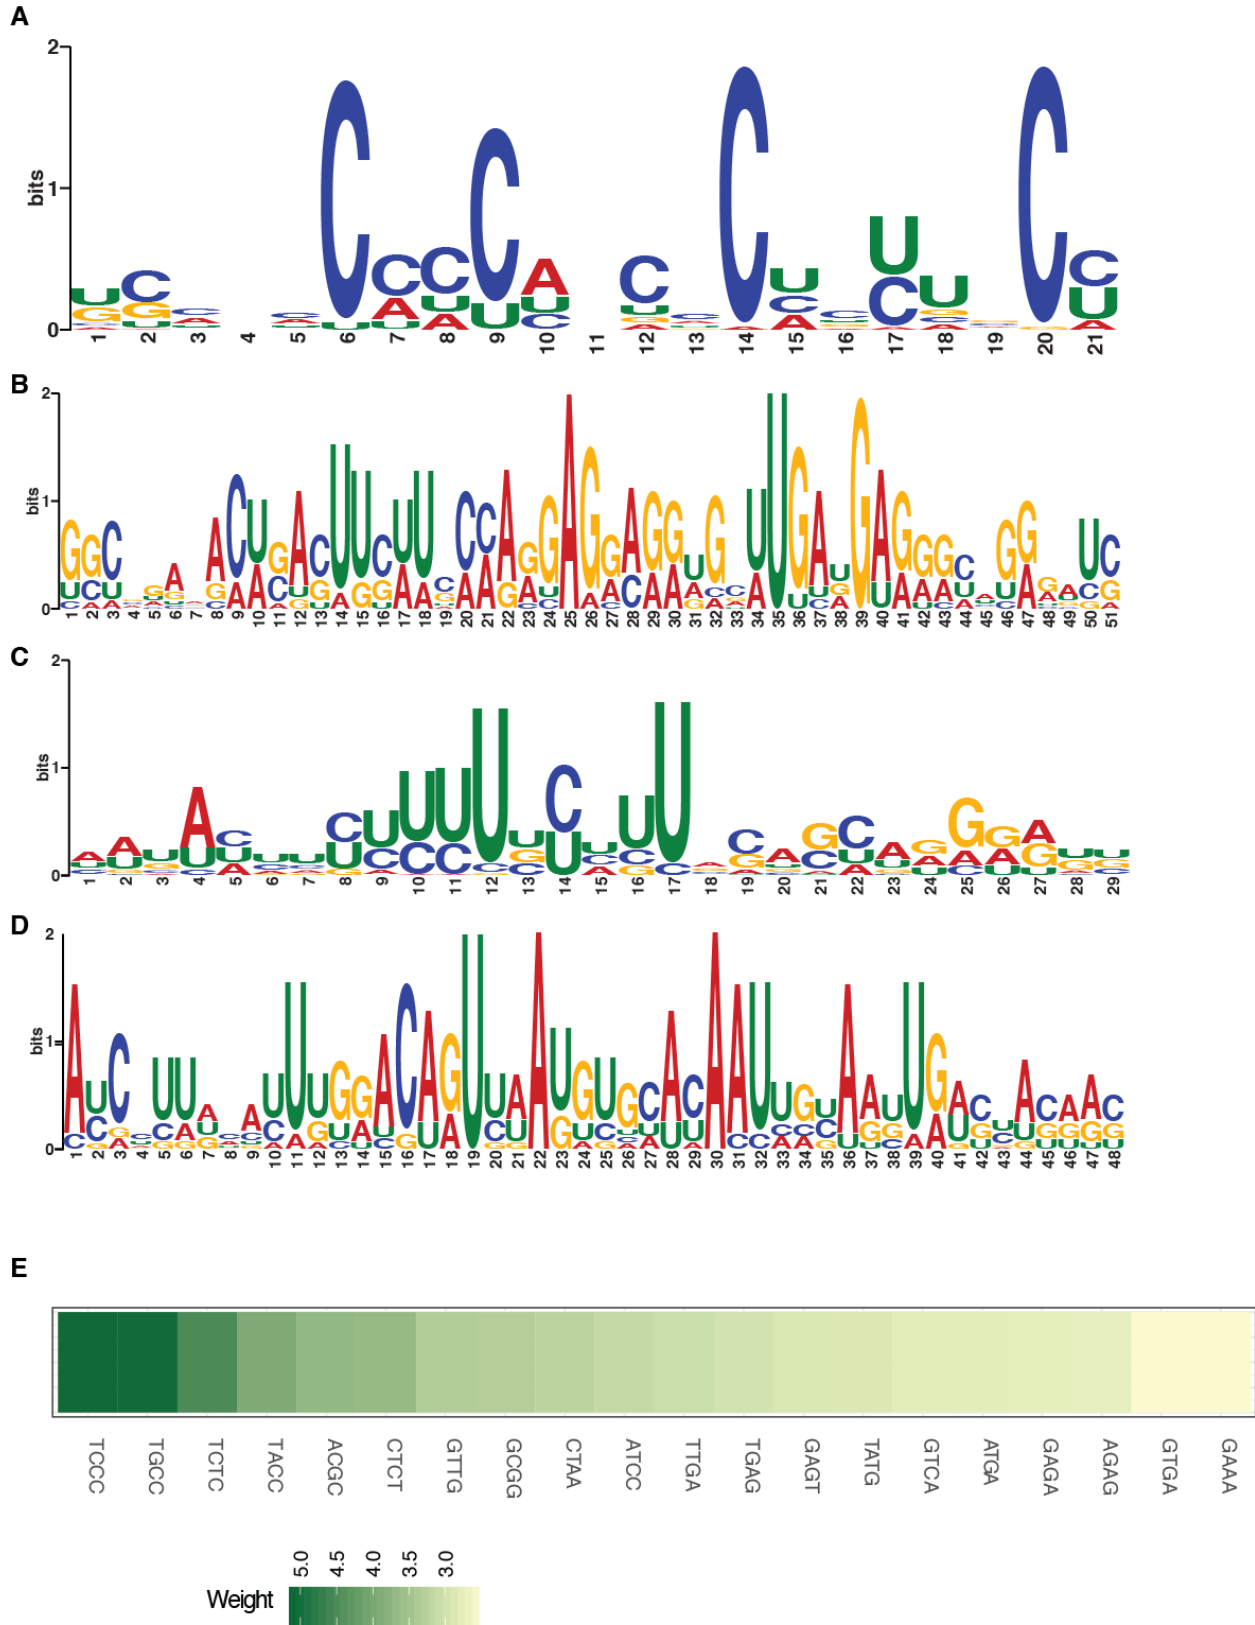 A
2
1
0
bits
1 2 3 4 5 6 7 8 9 10 11 12 13 14 15 16 17 18 19 20 21
B
2
1
0
bits
1 2 3 4 5 6 7 8 9 10 11 12 13 14 15 16 17 18 19 20 21 22 23 24 25 26 27 28 29 30 31 32 33 34 35 36 37 38 39 40 41 42 43 44 45 46 47 48 49 50 51
C
2
1
0
bits
1 2 3 4 5 6 7 8 9 10 11 12 13 14 15 16 17 18 19 20 21 22 23 24 25 26 27 28 29
D
2
1
0
bits
1 2 3 4 5 6 7 8 9 10 11 12 13 14 15 16 17 18 19 20 21 22 23 24 25 26 27 28 29 30 31 32 33 34 35 36 37 38 39 40 41 42 43 44 45 46 47 48
E
TCCC TGCC TCTC TACC ACGC CTCT GTTG GCGG CTAA ATCC TTGA TGAG GAGT TATG GTCA ATGA GAGA AGAG GTGA GAAA
5.0 4.5 4.0 3.5 3.0
Weight